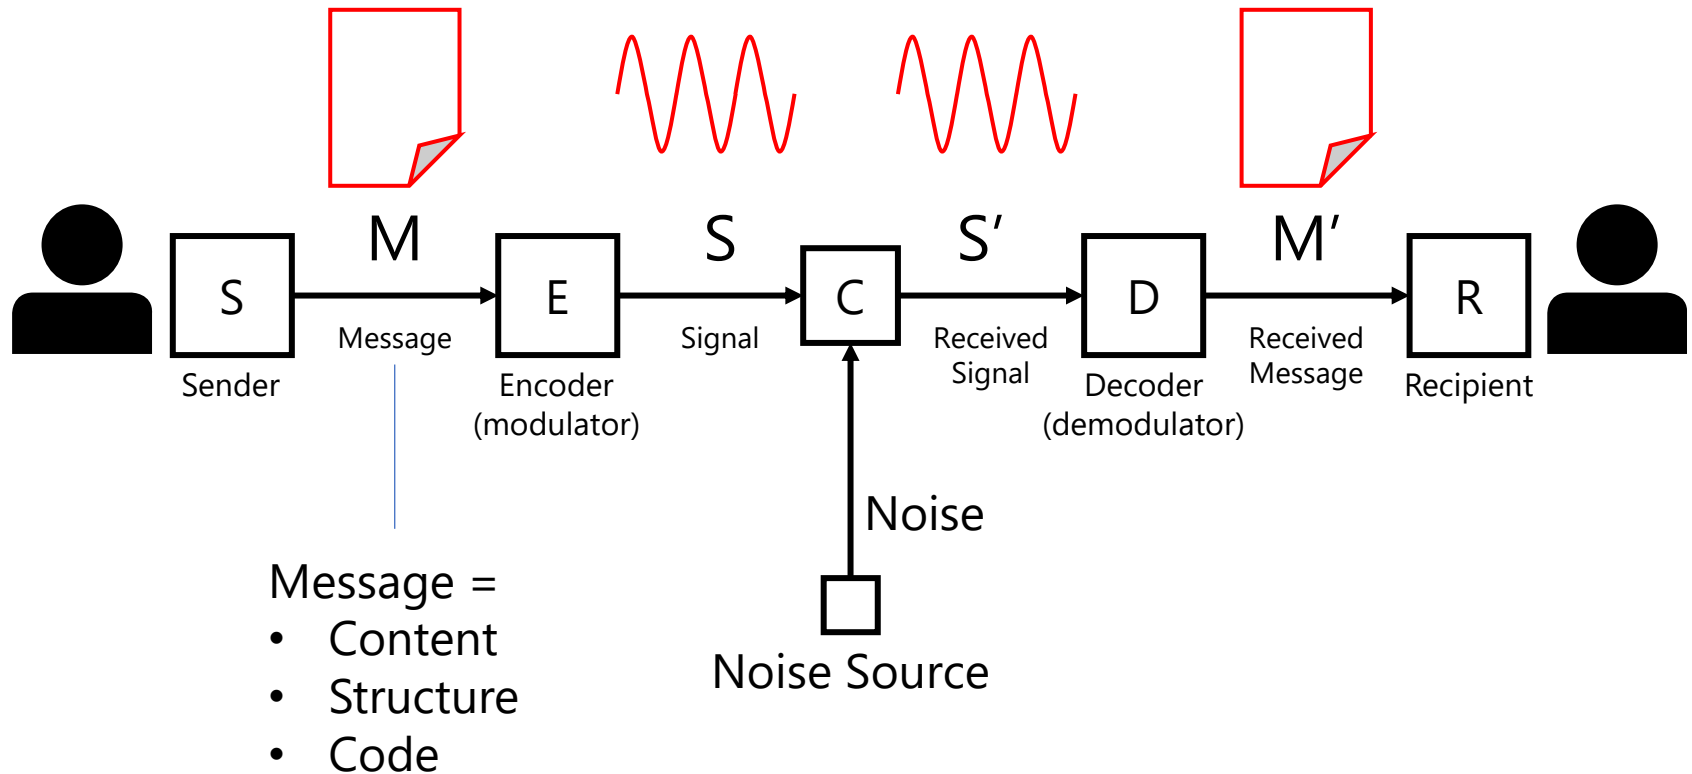 M
S
S’
M’
S
E
C
D
R
Message
Signal
Received
Signal
Received
Message
Sender
Encoder
(modulator)
Decoder
(demodulator)
Recipient
Noise
Noise Source
Message =
• Content
• Structure
• Code